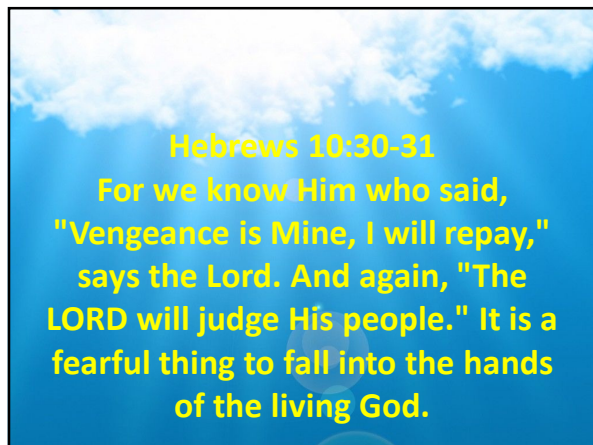 Hebrews 10:30-31
For we know Him who said,
"Vengeance is Mine, I will repay,"
says the Lord. And again, "The
LORD will judge His people." It is a
fearful thing to fall into the hands
of the living God.